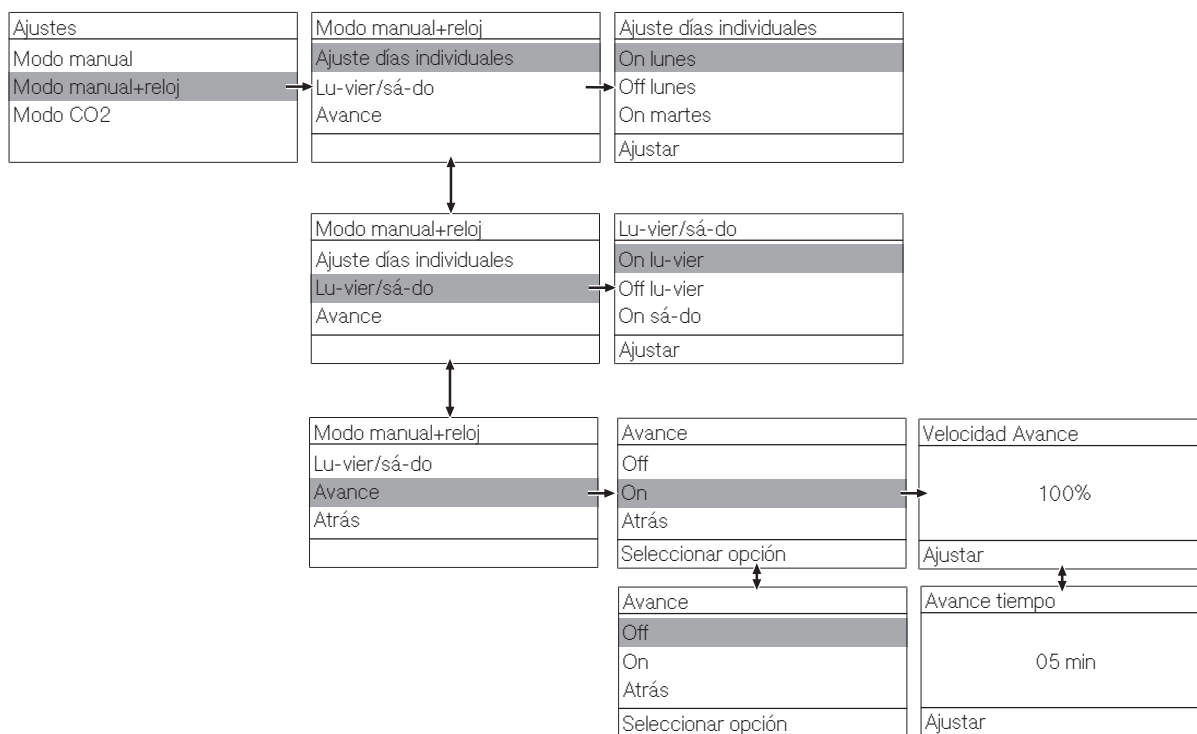 Ajustes
Modo manual
Modo manual+reloj
Modo CO2
Modo manual+reloj
Ajuste días individuales
Lu-vier/sá-do
Avance
Ajuste días individuales
On lunes
Off lunes
On martes
Ajustar
Modo manual+reloj
Ajuste días individuales
Lu-vier/sá-do
Avance
Lu-vier/sá-do
On lu-vier
Off lu-vier
On sá-do
Ajustar
Modo manual+reloj
Lu-vier/sá-do
Avance
Atrás
Avance
Off
On
Atrás
Seleccionar opción
Velocidad Avance
100%
Ajustar
Avance
Off
On
Atrás
Seleccionar opción
Avance tiempo
05 min
Ajustar